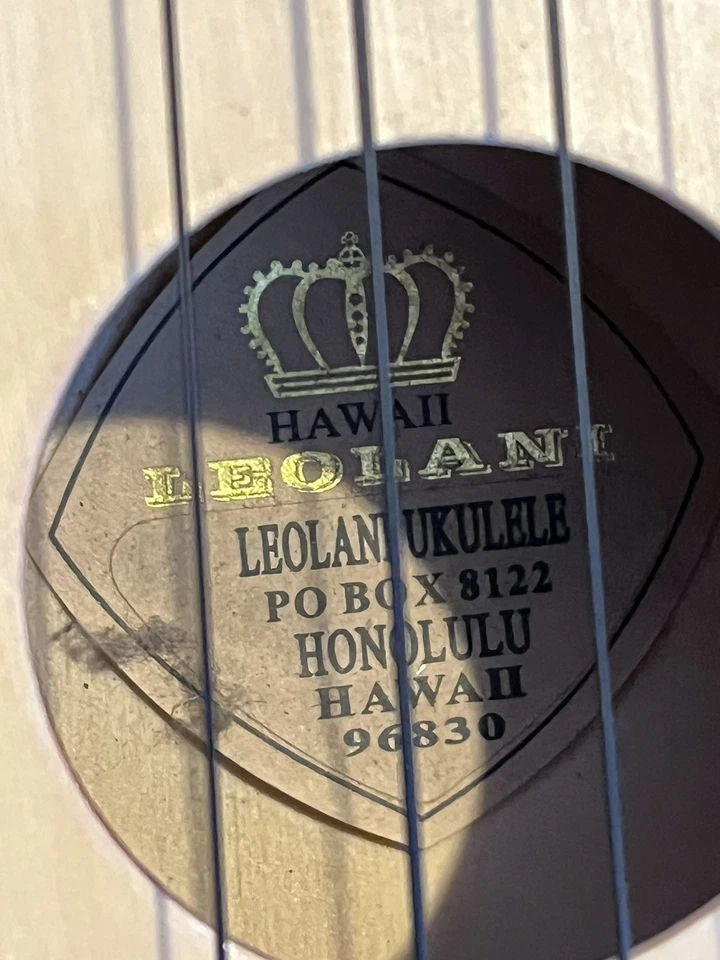 HAWAII
LEOLANI
LEOLANI UKULELE
PO BOX 8122
HONOLULU
HAWAII
96830